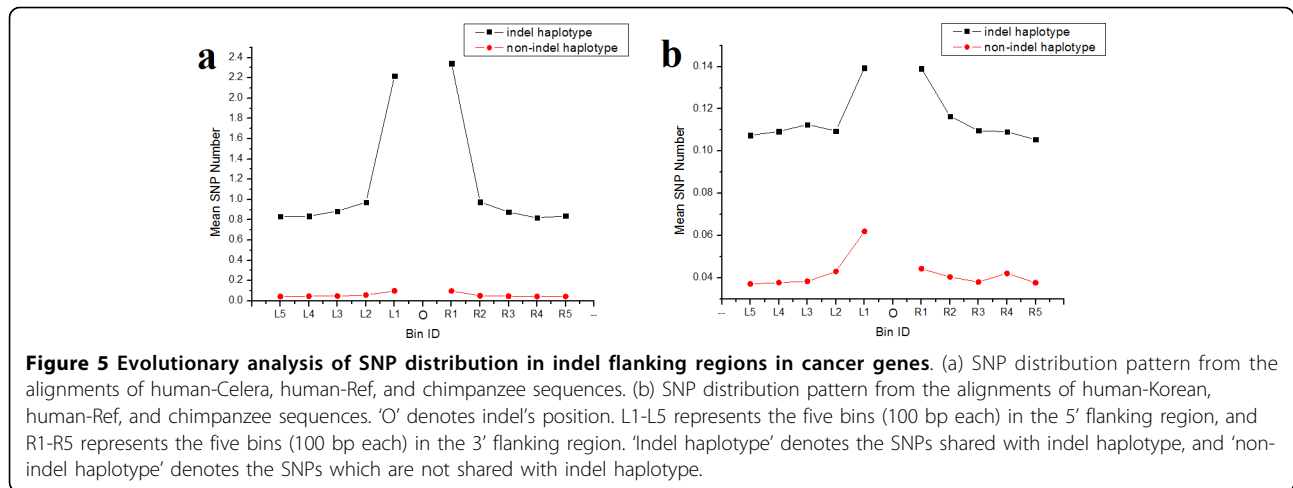 a
indel haplotype
non-indel haplotype
2.4
2.2
2.0
1.8
1.6
1.4
1.2
1.0
0.8
0.6
0.4
0.2
0.0
Mean SNP Number
L5 L4 L3 L2 L1 O R1 R2 R3 R4 R5 --
Bin ID
b
indel haplotype
non-indel haplotype
0.14
0.12
0.10
0.08
0.06
0.04
Mean SNP Number
-- L5 L4 L3 L2 L1 O R1 R2 R3 R4 R5 --
Bin ID
Figure 5 Evolutionary analysis of SNP distribution in indel flanking regions in cancer genes. (a) SNP distribution pattern from the
alignments of human-Celera, human-Ref, and chimpanzee sequences. (b) SNP distribution pattern from the alignments of human-Korean,
human-Ref, and chimpanzee sequences. ‘O’ denotes indel’s position. L1-L5 represents the five bins (100 bp each) in the 5’ flanking region, and
R1-R5 represents the five bins (100 bp each) in the 3’ flanking region. ‘Indel haplotype’ denotes the SNPs shared with indel haplotype, and ‘non-
indel haplotype’ denotes the SNPs which are not shared with indel haplotype.